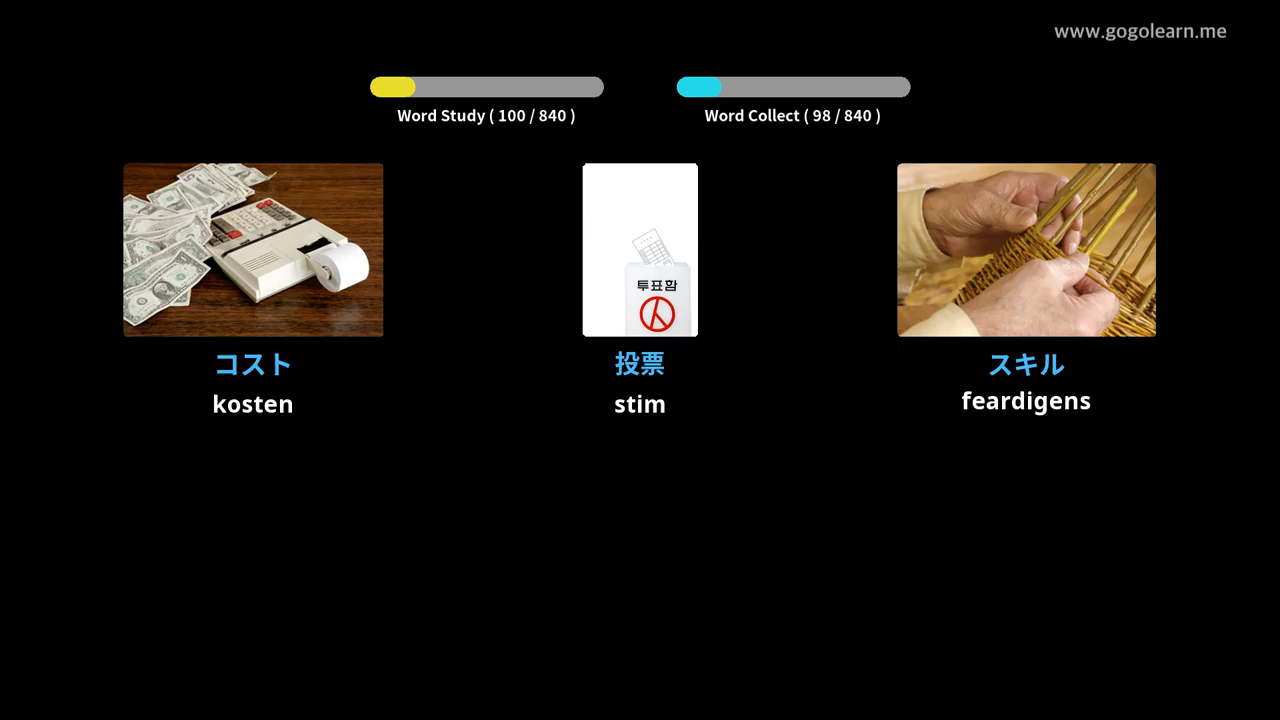 www.gogolearn.me
Word Study ( 100 / 840 )
Word Collect ( 98 / 840 )
투표함
コスト
投票
スキル
kosten
stim
feardigens